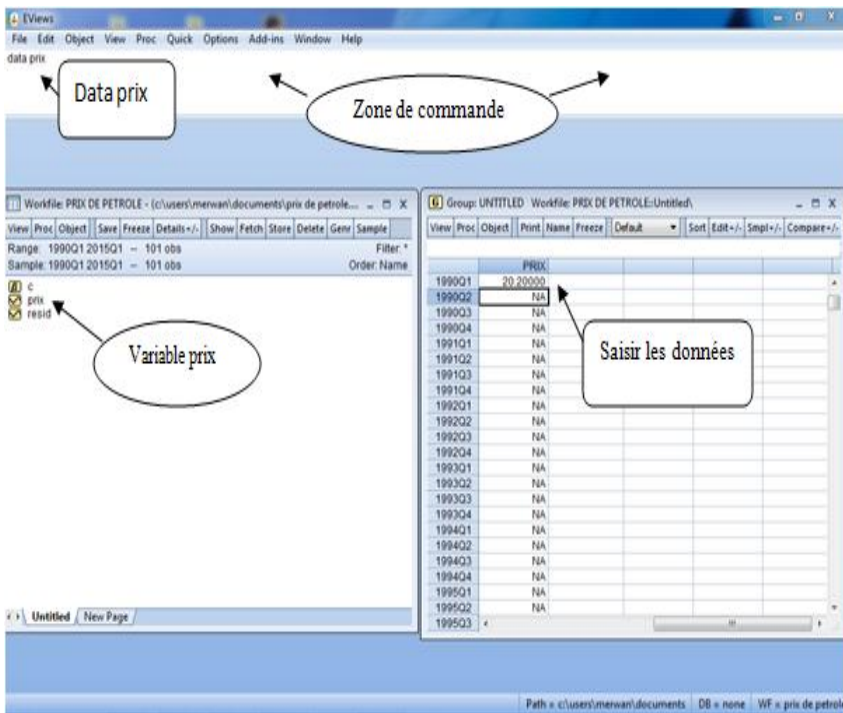 EViews
File Edit Object View Proc Quick Options Add-ins Window Help
data prix
Data prix
Zone de commande
Workfile: PRIX DE PETROLE - (c:\users\merwan\documents\prix de petrole...
View Proc Object Save Freeze Details+/- Show Fetch Store Delete Genr Sample
Range: 1990Q1 2015Q1 -- 101 obs Filter: *
Sample: 1990Q1 2015Q1 -- 101 obs Order: Name
c
prix
resid
Variable prix
Untitled New Page
G Group: UNTITLED Workfile: PRIX DE PETROLE::Untitled\
View Proc Object Print Name Freeze Default Sort Edit+/- Smpl+/- Compare+/-
PRIX
1990Q1 20.20000
1990Q2 NA
1990Q3 NA
1990Q4 NA
1991Q1 NA
1991Q2 NA
1991Q3 NA
1991Q4 NA
1992Q1 NA
1992Q2 NA
1992Q3 NA
1992Q4 NA
1993Q1 NA
1993Q2 NA
1993Q3 NA
1993Q4 NA
1994Q1 NA
1994Q2 NA
1994Q3 NA
1994Q4 NA
1995Q1 NA
1995Q2 NA
1995Q3
Saisir les données
Path = c:\users\merwan\documents DB = none WF = prix de petrole